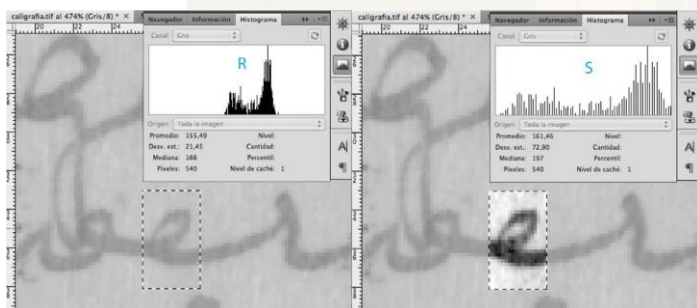 caligrafia.tif al 474% (Gris/8) * ×
Navegador Información Histograma
Canal: Gris
R
Origen: Toda la imagen
Promedio: 155,49 Nivel:
Desv. est.: 21,45 Cantidad:
Mediana: 166 Percentil:
Píxeles: 540 Nivel de caché: 1
A
caligrafia.tif al 474% (Gris/8) * ×
Navegador Información Histograma
Canal: Gris
S
Origen: Toda la imagen
Promedio: 161,46 Nivel:
Desv. est.: 72,90 Cantidad:
Mediana: 197 Percentil:
Píxeles: 540 Nivel de caché: 1
A